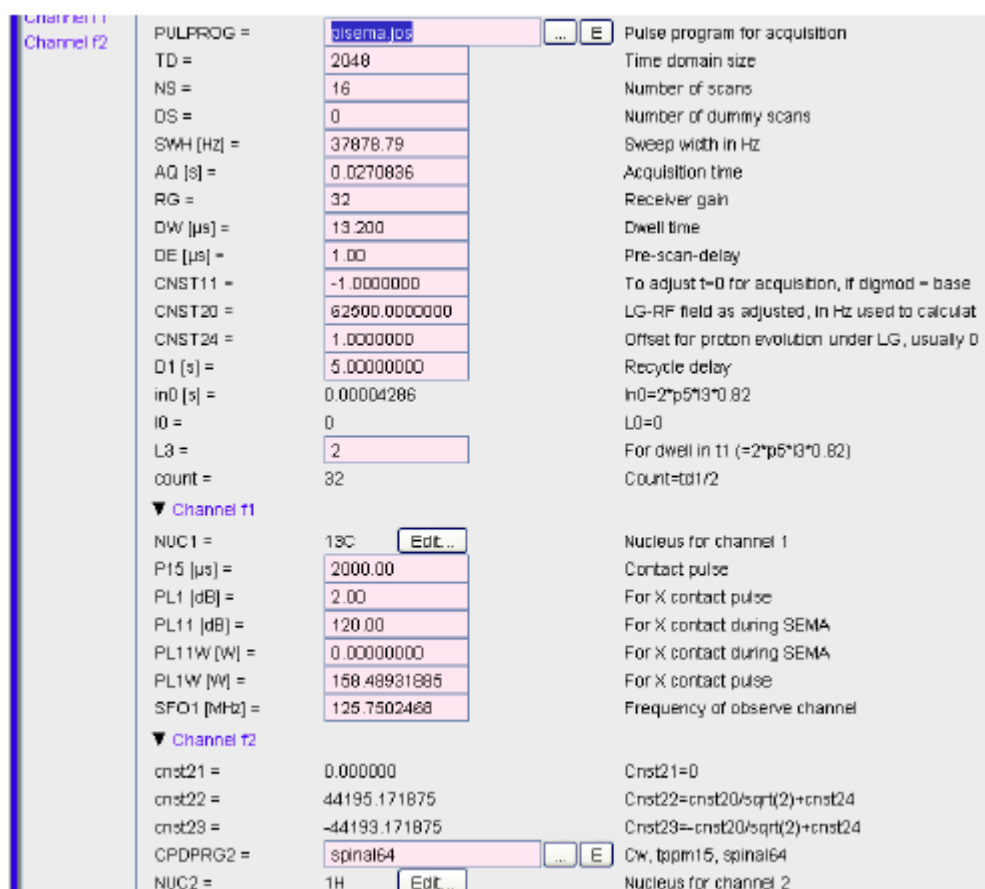 Channel f1
Channel f2
PULPROG = pisema.jos ... E Pulse program for acquisition
TD = 2048 Time domain size
NS = 16 Number of scans
DS = 0 Number of dummy scans
SWH [Hz] = 37878.79 Sweep width in Hz
AQ [s] = 0.0270836 Acquisition time
RG = 32 Receiver gain
DW [µs] = 13.200 Dwell time
DE [µs] = 1.00 Pre-scan-delay
CNST11 = -1.0000000 To adjust t=0 for acquisition, if digmod = base
CNST20 = 62500.0000000 LG-RF field as adjusted, in Hz used to calculat
CNST24 = 1.0000000 Offset for proton evolution under LG, usually 0
D1 [s] = 5.00000000 Recycle delay
in0 [s] = 0.00004286 In0=2*p5*l3*0.82
l0 = 0 L0=0
L3 = 2 For dwell in t1 (=2*p5*l3*0.82)
count = 32 Count=td1/2
▼ Channel f1
NUC1 = 13C Edit... Nucleus for channel 1
P15 [µs] = 2000.00 Contact pulse
PL1 [dB] = 2.00 For X contact pulse
PL11 [dB] = 120.00 For X contact during SEMA
PL11W [W] = 0.00000000 For X contact during SEMA
PL1W [W] = 158.48931885 For X contact pulse
SFO1 [MHz] = 125.7502468 Frequency of observe channel
▼ Channel f2
cnst21 = 0.000000 Cnst21=0
cnst22 = 44195.171875 Cnst22=cnst20/sqrt(2)+cnst24
cnst23 = -44193.171875 Cnst23=-cnst20/sqrt(2)+cnst24
CPDPRG2 = spinal64 ... E Cw, tppm15, spinal64
NUC2 = 1H Edit... Nucleus for channel 2